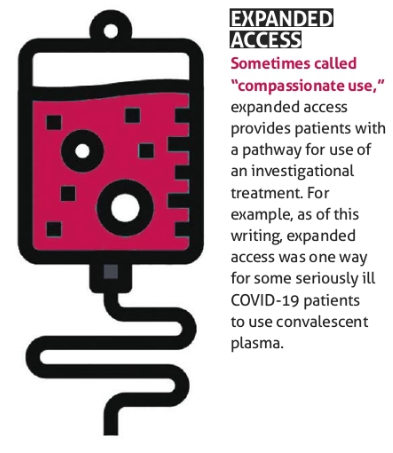 EXPANDED
ACCESS
Sometimes called
“compassionate use,”
expanded access
provides patients with
a pathway for use of
an investigational
treatment. For
example, as of this
writing, expanded
access was one way
for some seriously ill
COVID-19 patients
to use convalescent
plasma.